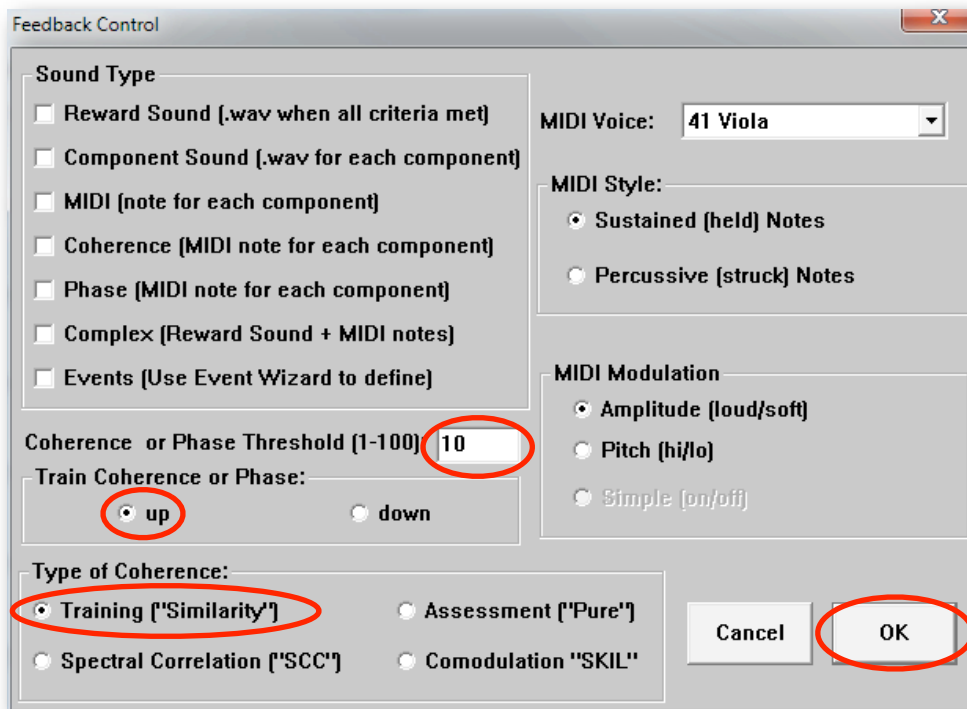 Feedback Control
X
Sound Type
Reward Sound (.wav when all criteria met)
Component Sound (.wav for each component)
MIDI (note for each component)
Coherence (MIDI note for each component)
Phase (MIDI note for each component)
Complex (Reward Sound + MIDI notes)
Events (Use Event Wizard to define)
Coherence or Phase Threshold (1-100): 10
Train Coherence or Phase:
up down
Type of Coherence:
Training ("Similarity") Assessment ("Pure")
Spectral Correlation ("SCC") Comodulation "SKIL"
MIDI Voice: 41 Viola
MIDI Style:
Sustained (held) Notes
Percussive (struck) Notes
MIDI Modulation
Amplitude (loud/soft)
Pitch (hi/lo)
Simple (on/off)
Cancel OK